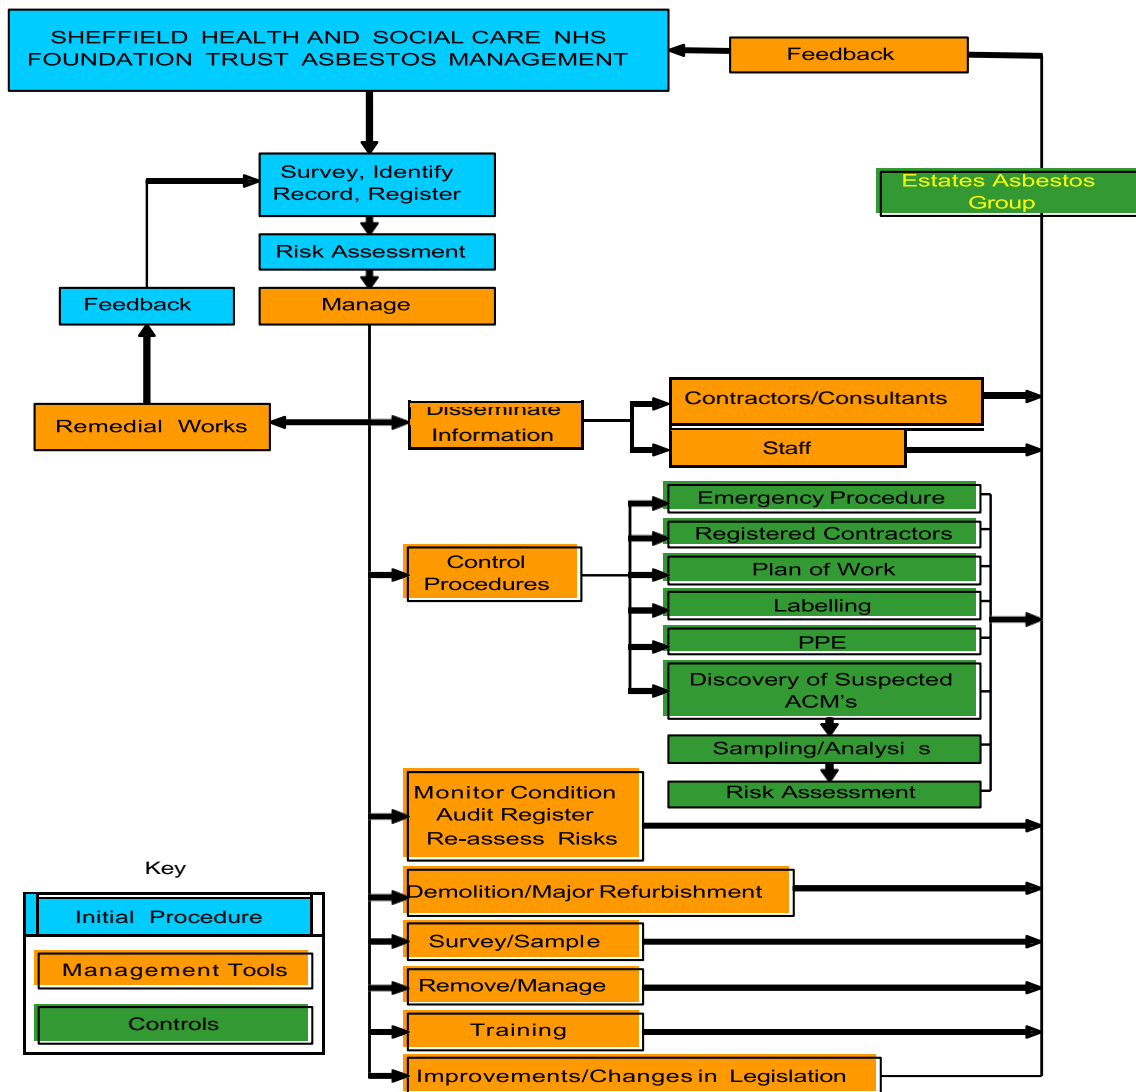 SHEFFIELD HEALTH AND SOCIAL CARE NHS
FOUNDATION TRUST ASBESTOS MANAGEMENT
Feedback
Survey, Identify
Record, Register
Estates Asbestos
Group
Risk Assessment
Feedback
Manage
Remedial Works
Disseminate
Information
Contractors/Consultants
Staff
Control
Procedures
Emergency Procedure
Registered Contractors
Plan of Work
Labelling
PPE
Discovery of Suspected
ACM's
Sampling/Analysi s
Risk Assessment
Monitor Condition
Audit Register
Re-assess Risks
Demolition/Major Refurbishment
Survey/Sample
Remove/Manage
Training
Improvements/Changes in Legislation
Key
Initial Procedure
Management Tools
Controls